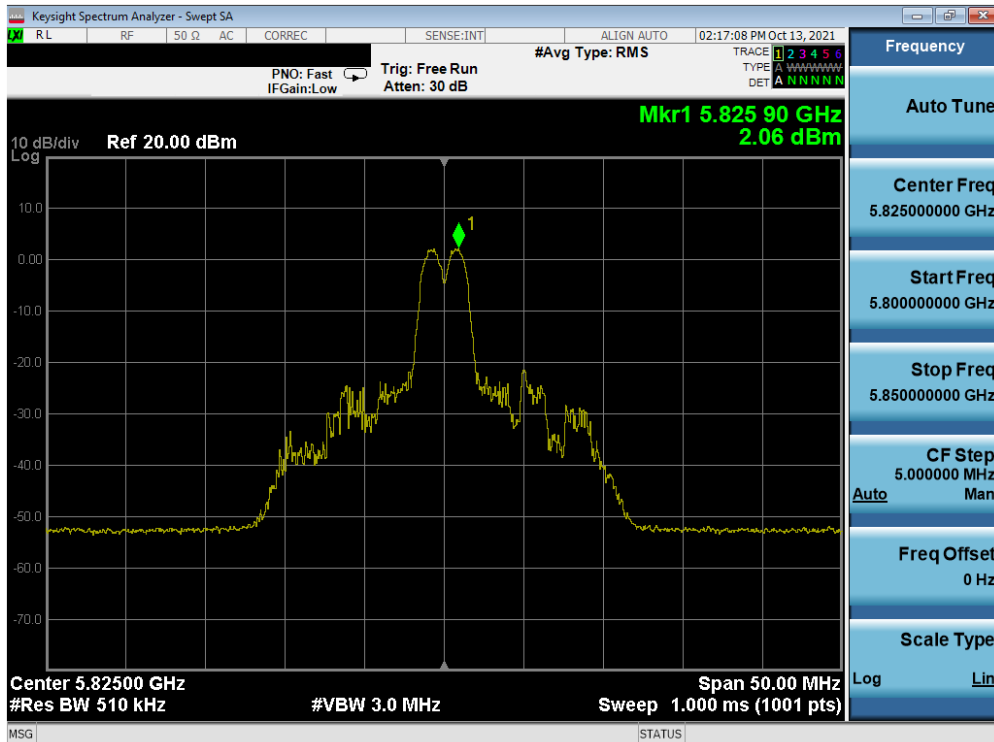 Keysight Spectrum Analyzer - Swept SA
LXI RL RF 50 Ω AC CORREC SENSE:INT ALIGN AUTO 02:17:08 PM Oct 13, 2021
#Avg Type: RMS
TRACE 1 2 3 4 5 6
TYPE A WWWWW
DET A N N N N N
PNO: Fast
IFGain:Low
Trig: Free Run
Atten: 30 dB
Mkr1 5.825 90 GHz
2.06 dBm
10 dB/div
Log
Ref 20.00 dBm
1
10.0
0.00
-10.0
-20.0
-30.0
-40.0
-50.0
-60.0
-70.0
Center 5.82500 GHz
Span 50.00 MHz
#Res BW 510 kHz
#VBW 3.0 MHz
Sweep 1.000 ms (1001 pts)
MSG
STATUS
Frequency
Auto Tune
Center Freq
5.825000000 GHz
Start Freq
5.800000000 GHz
Stop Freq
5.850000000 GHz
CF Step
5.000000 MHz
Auto Man
Freq Offset
0 Hz
Scale Type
Log Lin